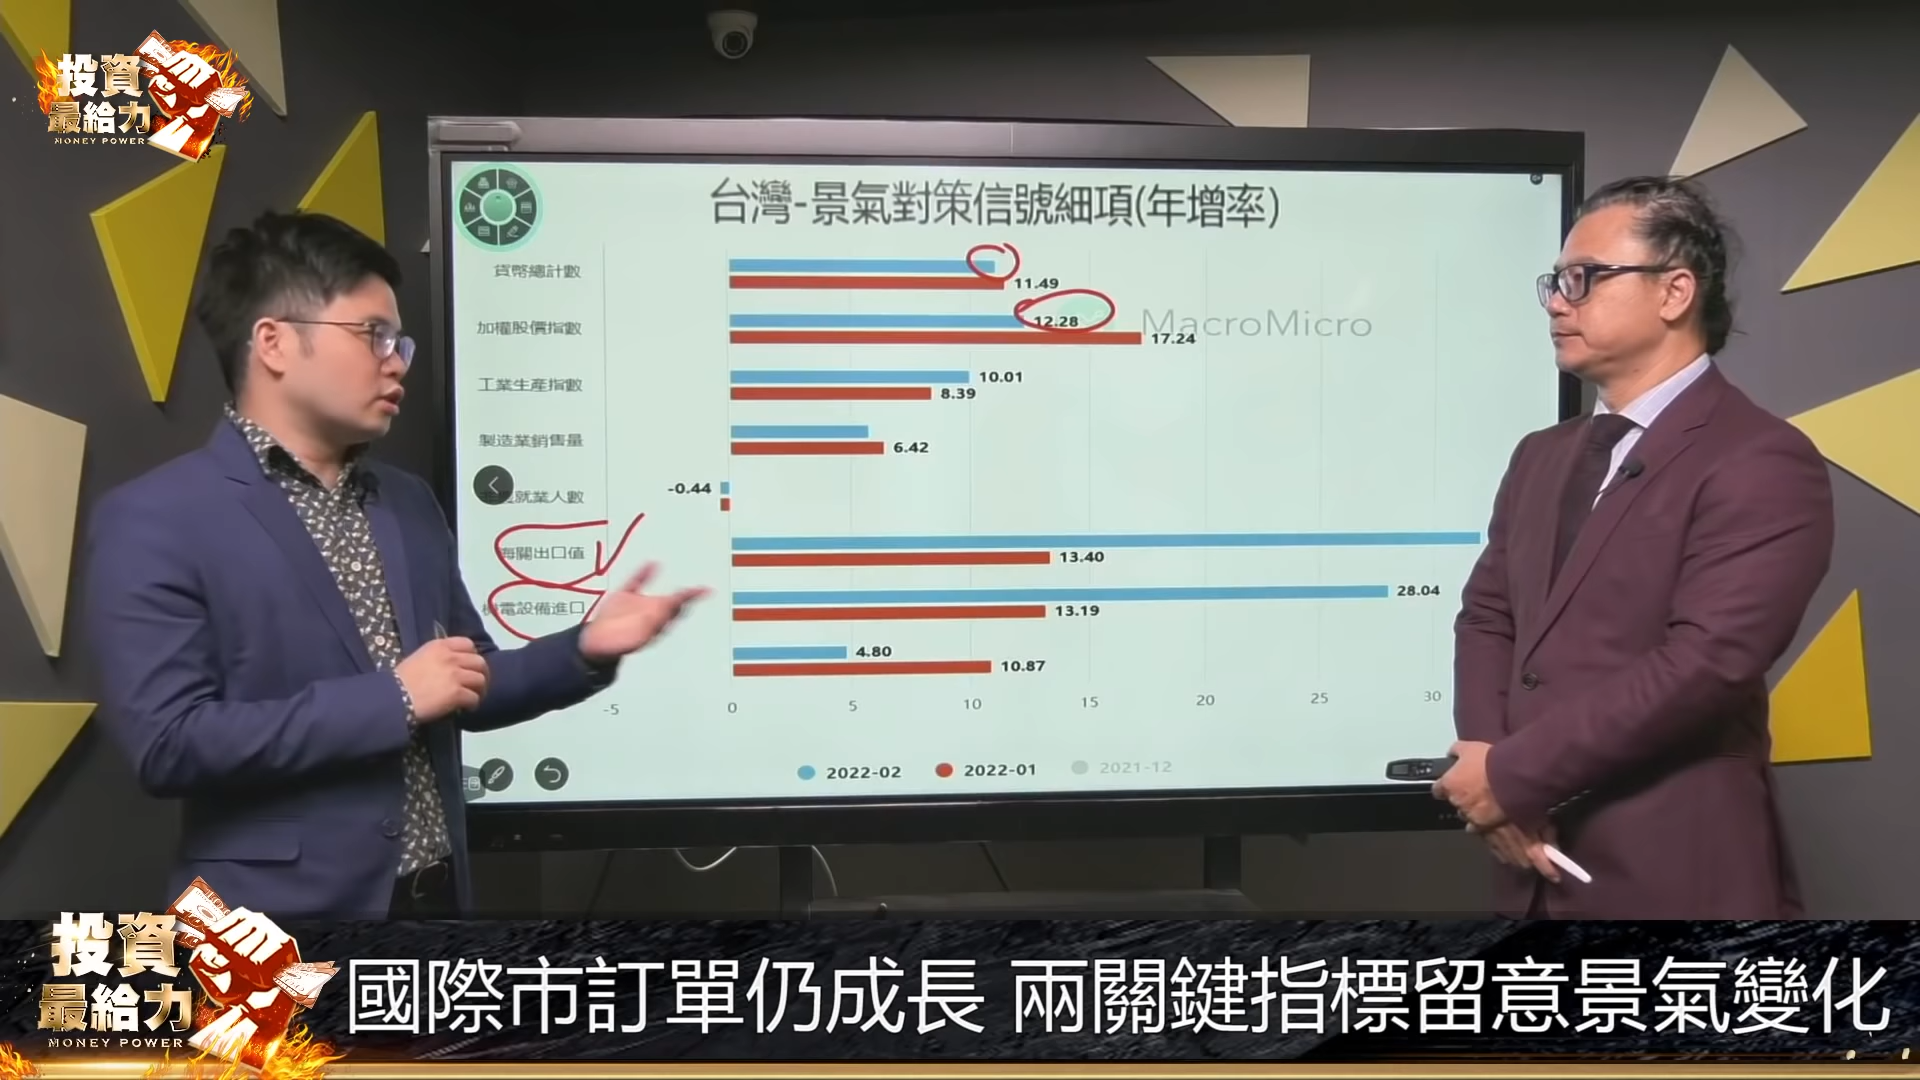 投資
最給力
MONEY POWER
台灣-景氣對策信號細項(年增率)
貨幣總計數
11.49
加權股價指數
12.28
MacroMicro
17.24
工業生產指數
10.01
8.39
製造業銷售量
6.42
就業人數
-0.44
海關出口值
13.40
機電設備進口
28.04
13.19
4.80
10.87
-5 0 5 10 15 20 25 30
2022-02 2022-01 2021-12
投資
最給力
MONEY POWER
國際市訂單仍成長 兩關鍵指標留意景氣變化